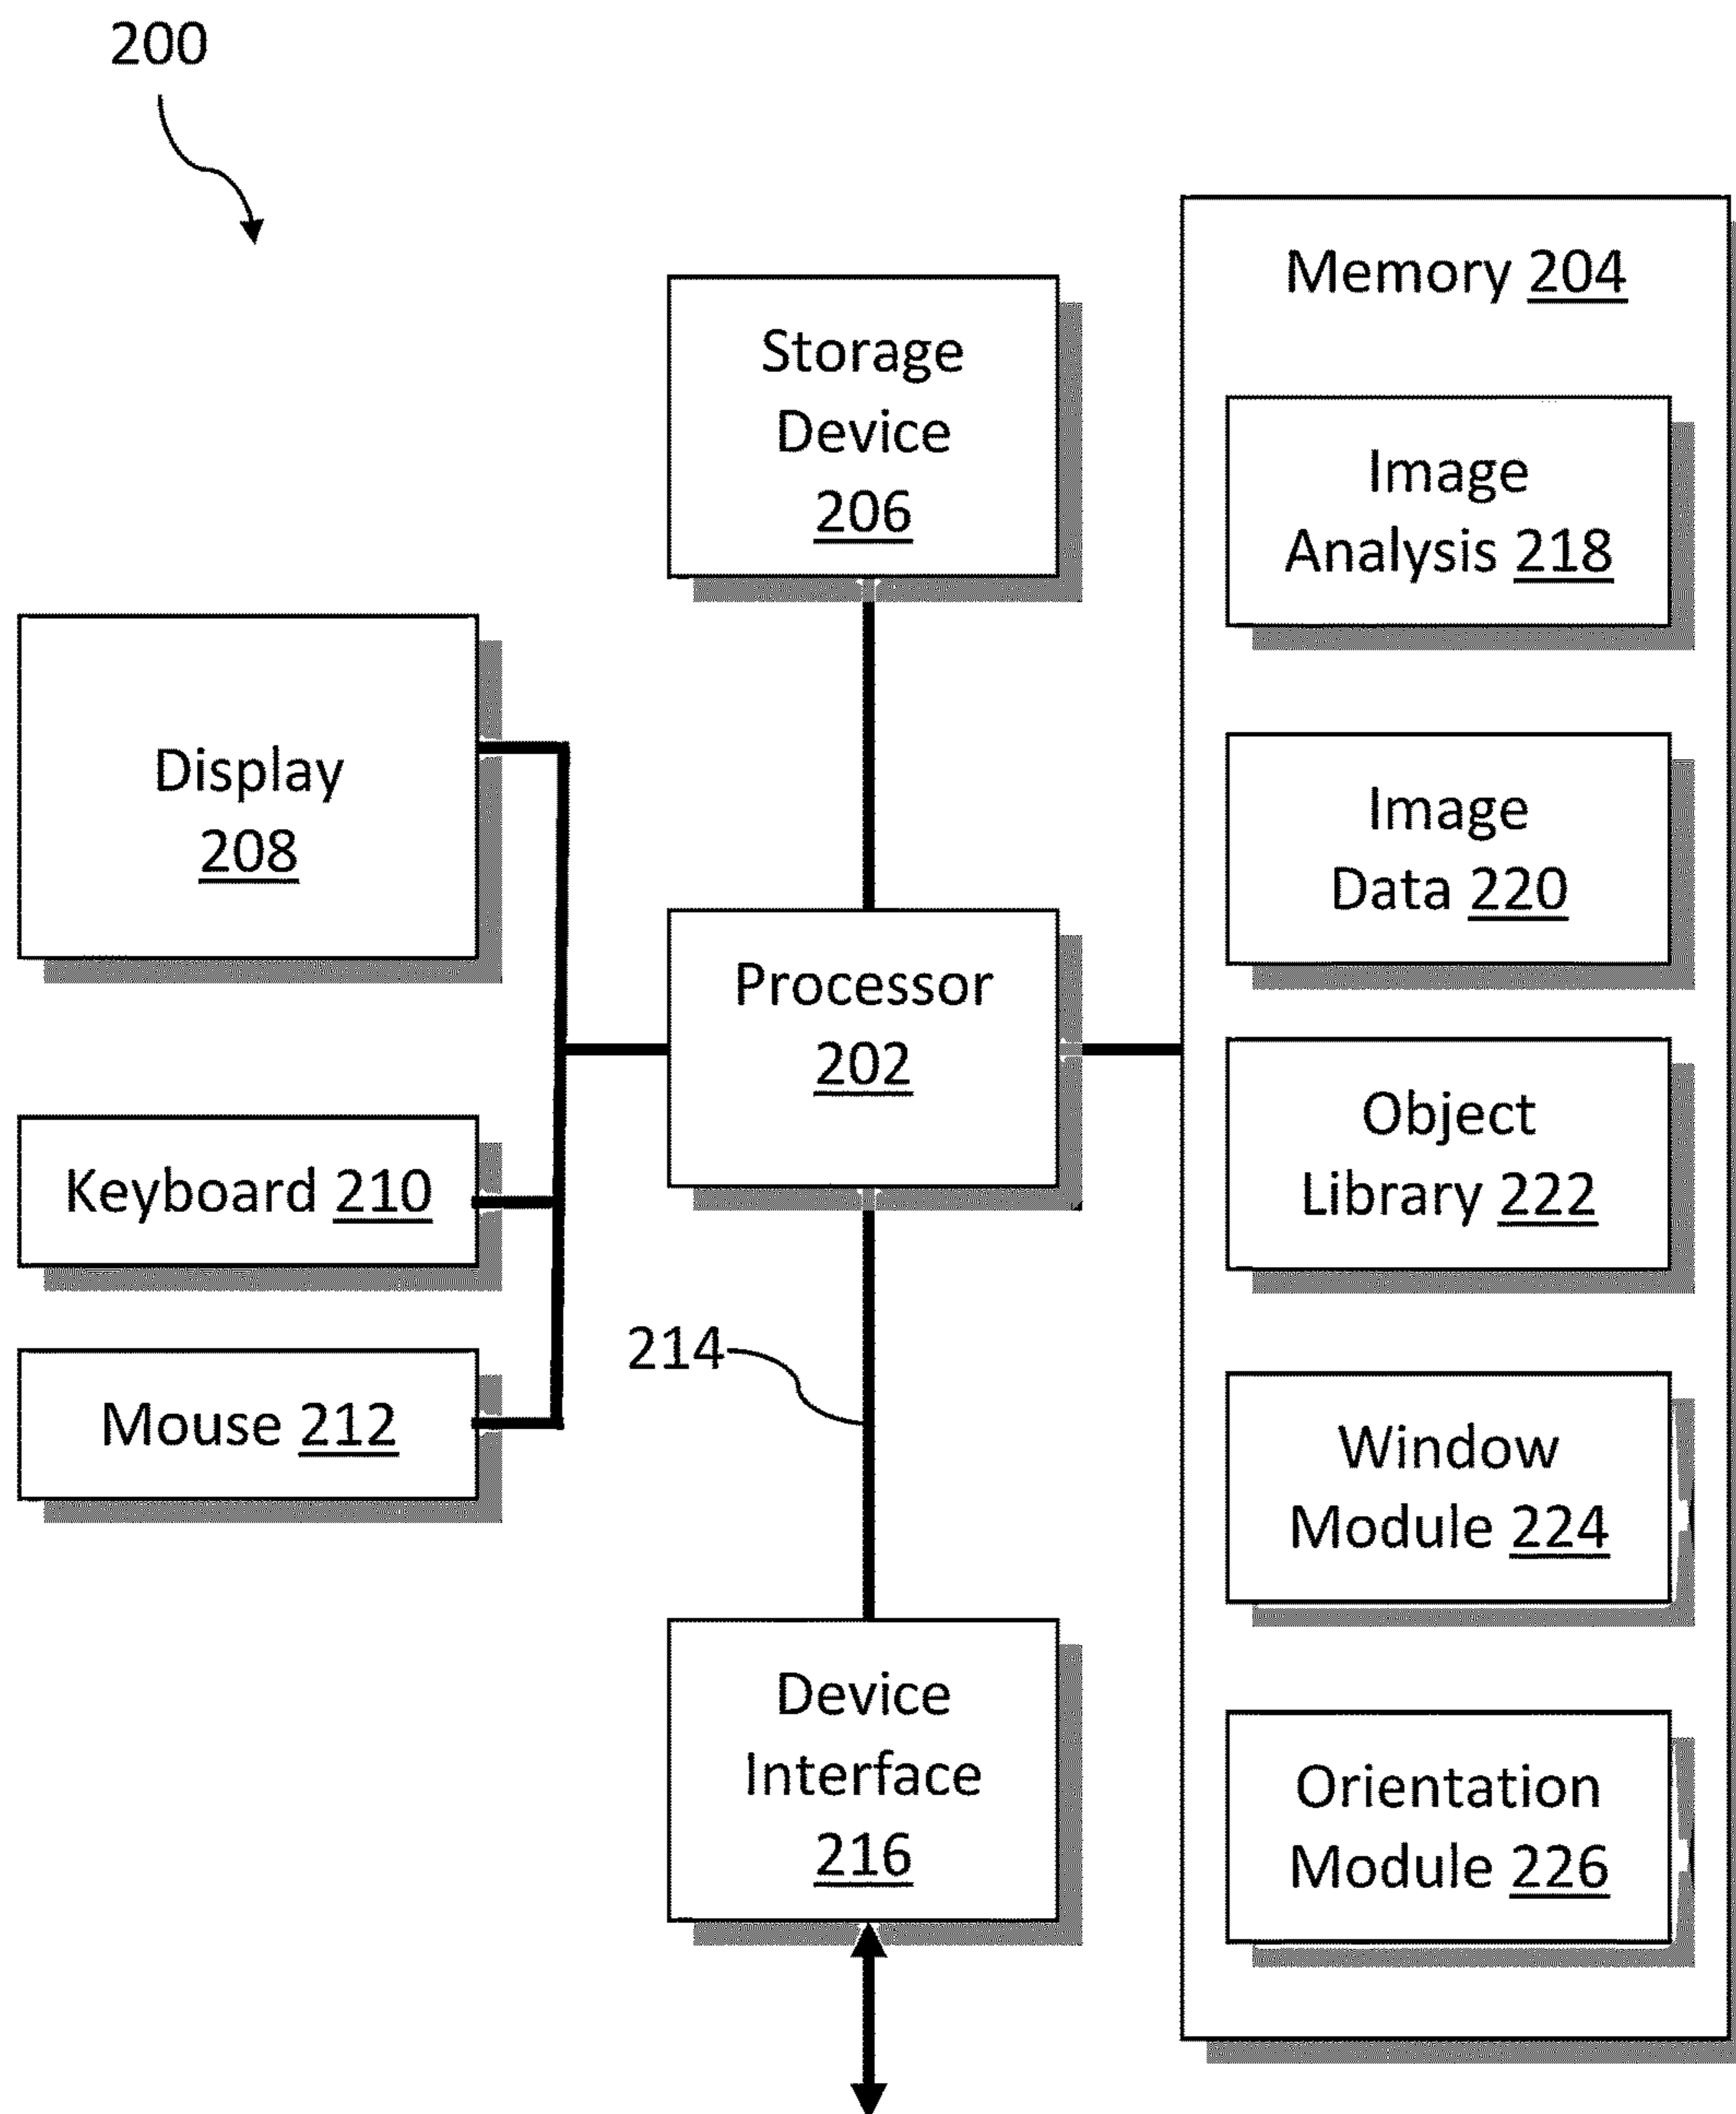 200
Storage
Device
206
Memory 204
Image
Analysis 218
Display
208
Image
Data 220
Processor
202
Keyboard 210
Object
Library 222
Mouse 212
214
Window
Module 224
Device
Interface
216
Orientation
Module 226